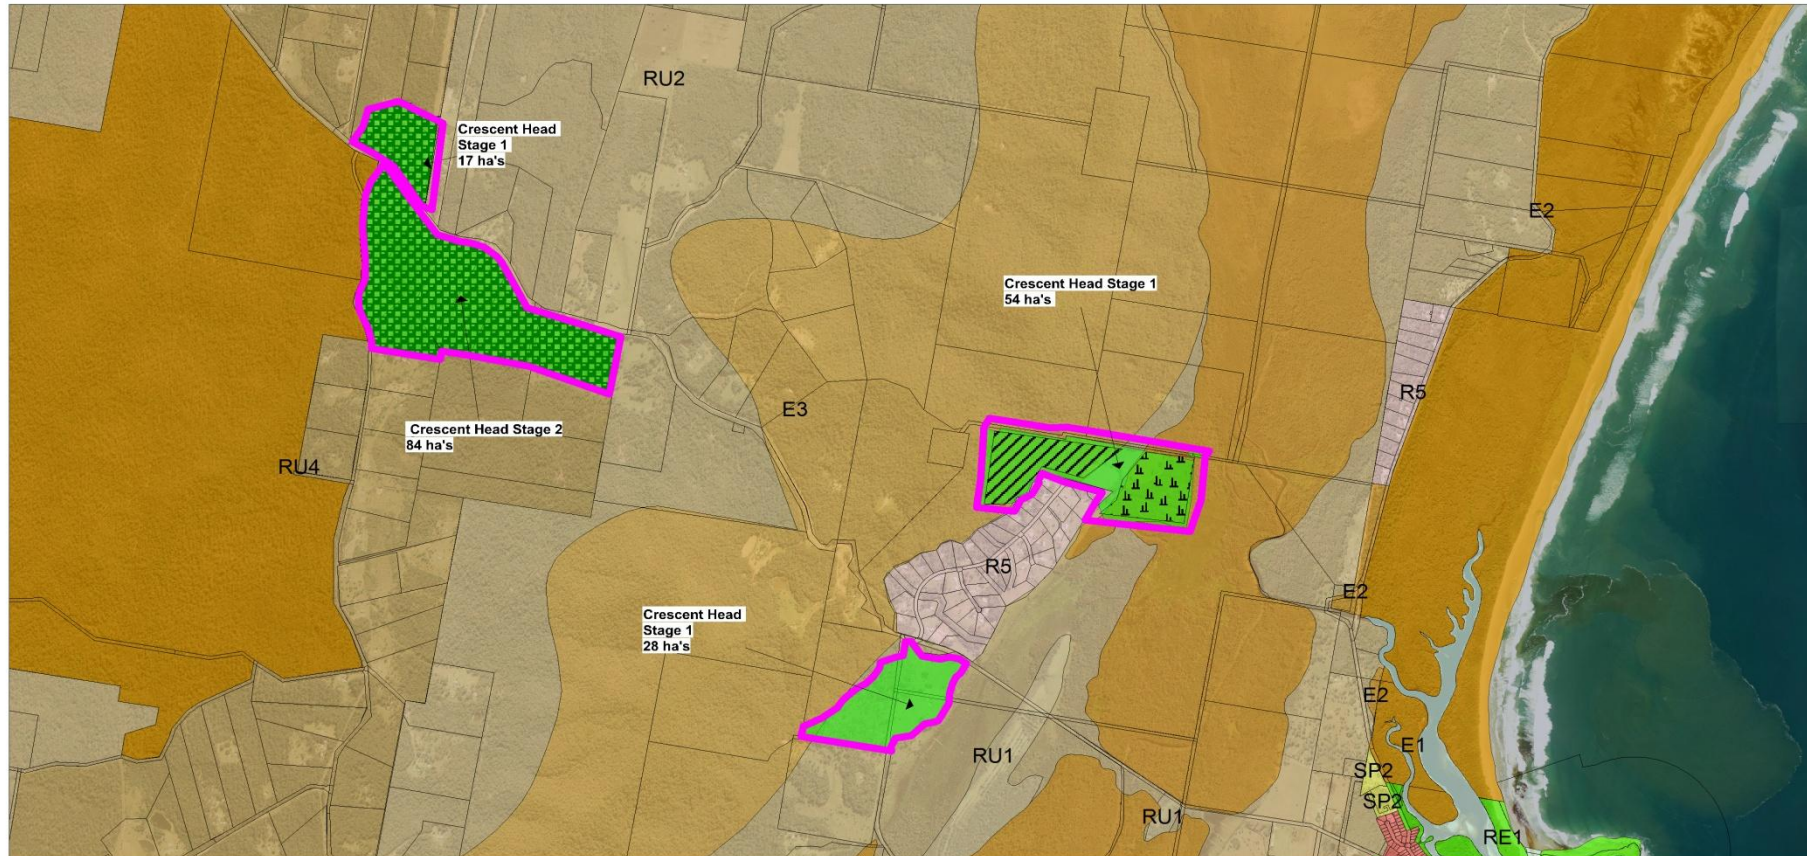 RU2
Crescent Head
Stage 1
17 ha's
E2
Crescent Head Stage 1
54 ha's
R5
E3
Crescent Head Stage 2
84 ha's
RU4
R5
E2
Crescent Head
Stage 1
28 ha's
E2
E1
RU1
SP2
SP2
RU1
RE1